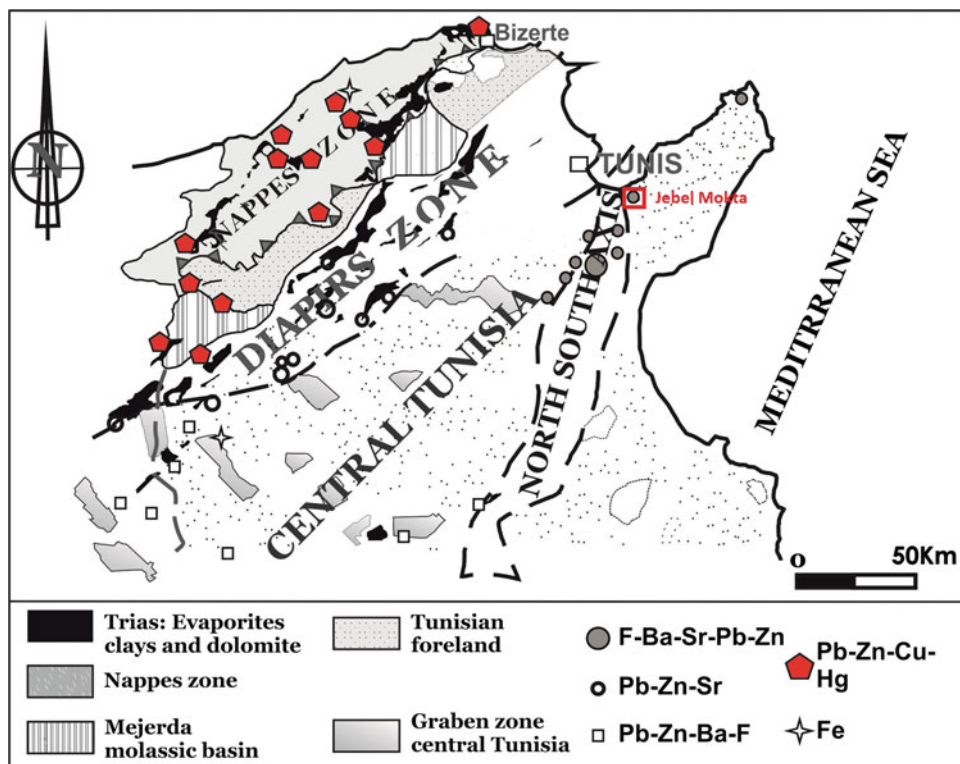 Bizerte
N
NAPPES ZONE
TUNIS
Jebel Mokta
DIAPIRS ZONE
CENTRAL TUNISIA
NORTH SOUTH AXIS
MEDITRRANEAN SEA
0 50Km
Trias: Evaporites
clays and dolomite
Nappes zone
Mejerda
molassic basin
Tunisian
foreland
Graben zone
central Tunisia
F-Ba-Sr-Pb-Zn
Pb-Zn-Sr
Pb-Zn-Ba-F
Pb-Zn-Cu-
Hg
Fe